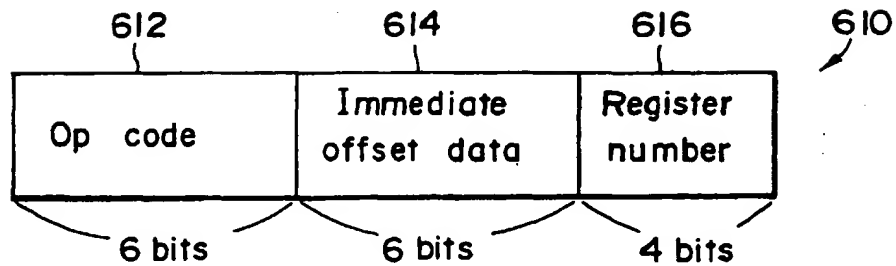 612 614 616 610
Op code
Immediate
offset data
Register
number
6 bits 6 bits 4 bits